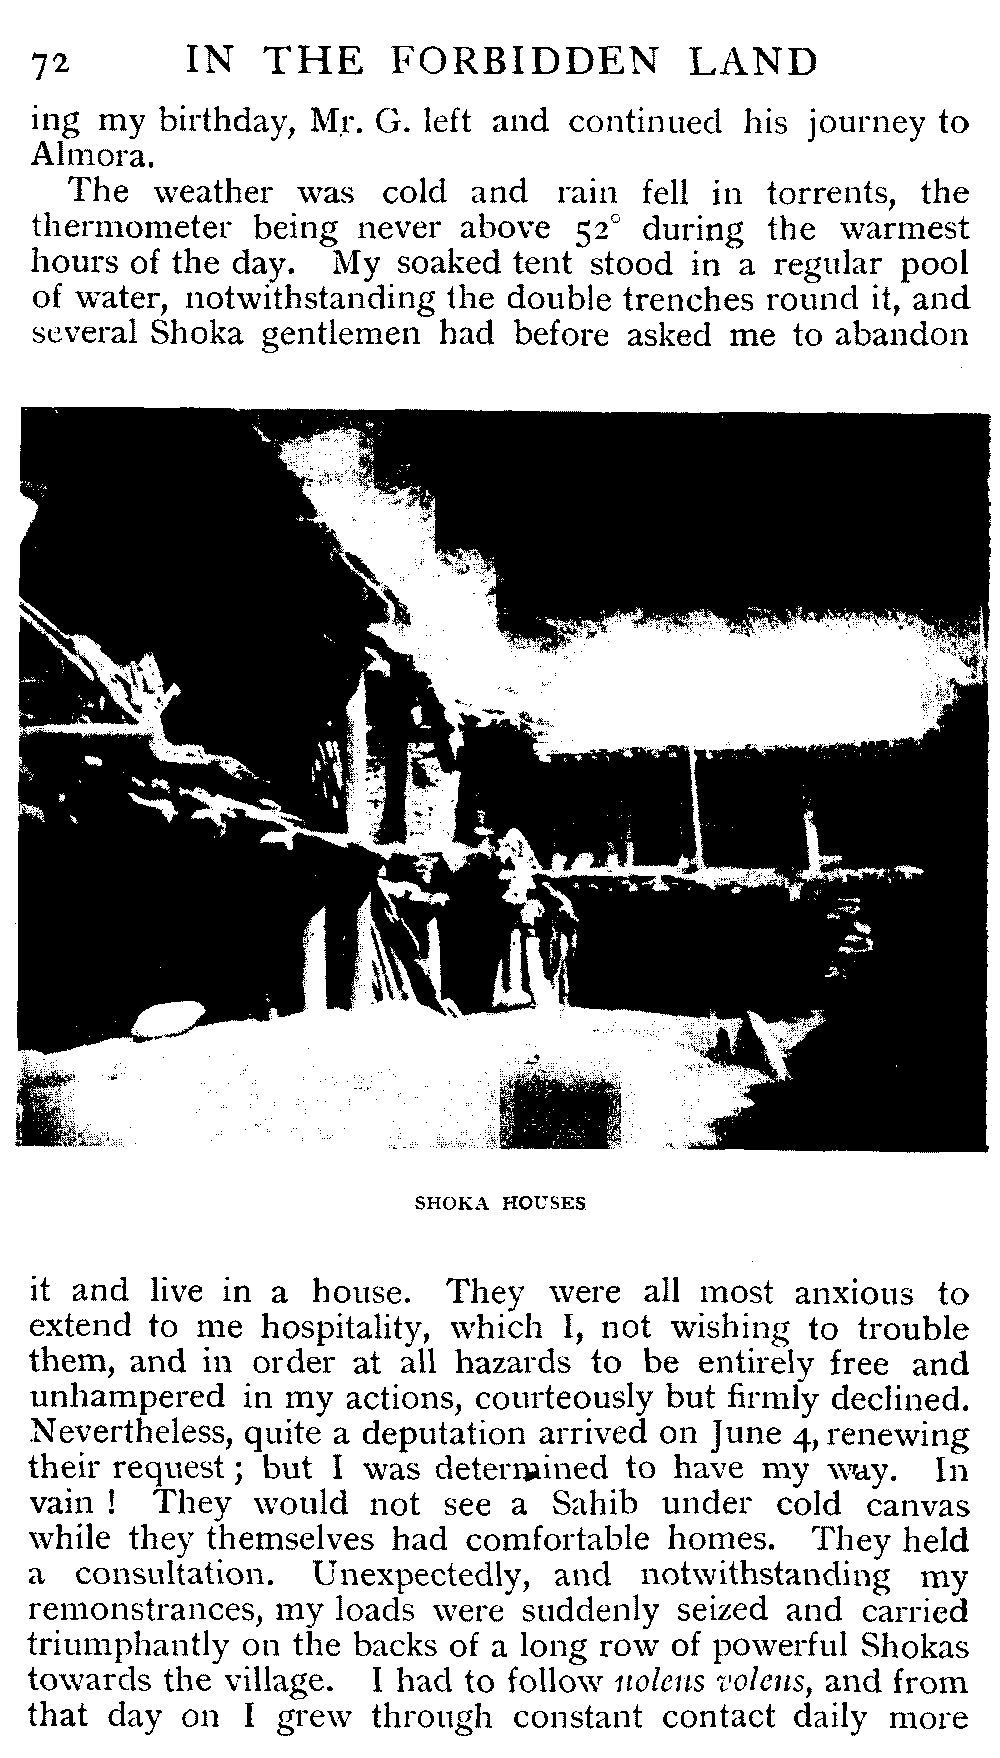 72 IN THE FORBIDDEN LAND
ing my birthday, Mr. G. left and continued his journey to
Almora.
The weather was cold and rain fell in torrents, the
thermometer being never above 52° during the warmest
hours of the day. My soaked tent stood in a regular pool
of water, notwithstanding the double trenches round it, and
several Shoka gentlemen had before asked me to abandon
SHOKA HOUSES
it and live in a house. They were all most anxious to
extend to me hospitality, which I, not wishing to trouble
them, and in order at all hazards to be entirely free and
unhampered in my actions, courteously but firmly declined.
Nevertheless, quite a deputation arrived on June 4, renewing
their request ; but I was determined to have my way. In
vain ! They would not see a Sahib under cold canvas
while they themselves had comfortable homes. They held
a consultation. Unexpectedly, and notwithstanding my
remonstrances, my loads were suddenly seized and carried
triumphantly on the backs of a long row of powerful Shokas
towards the village. I had to follow nolens volens, and from
that day on I grew through constant contact daily more